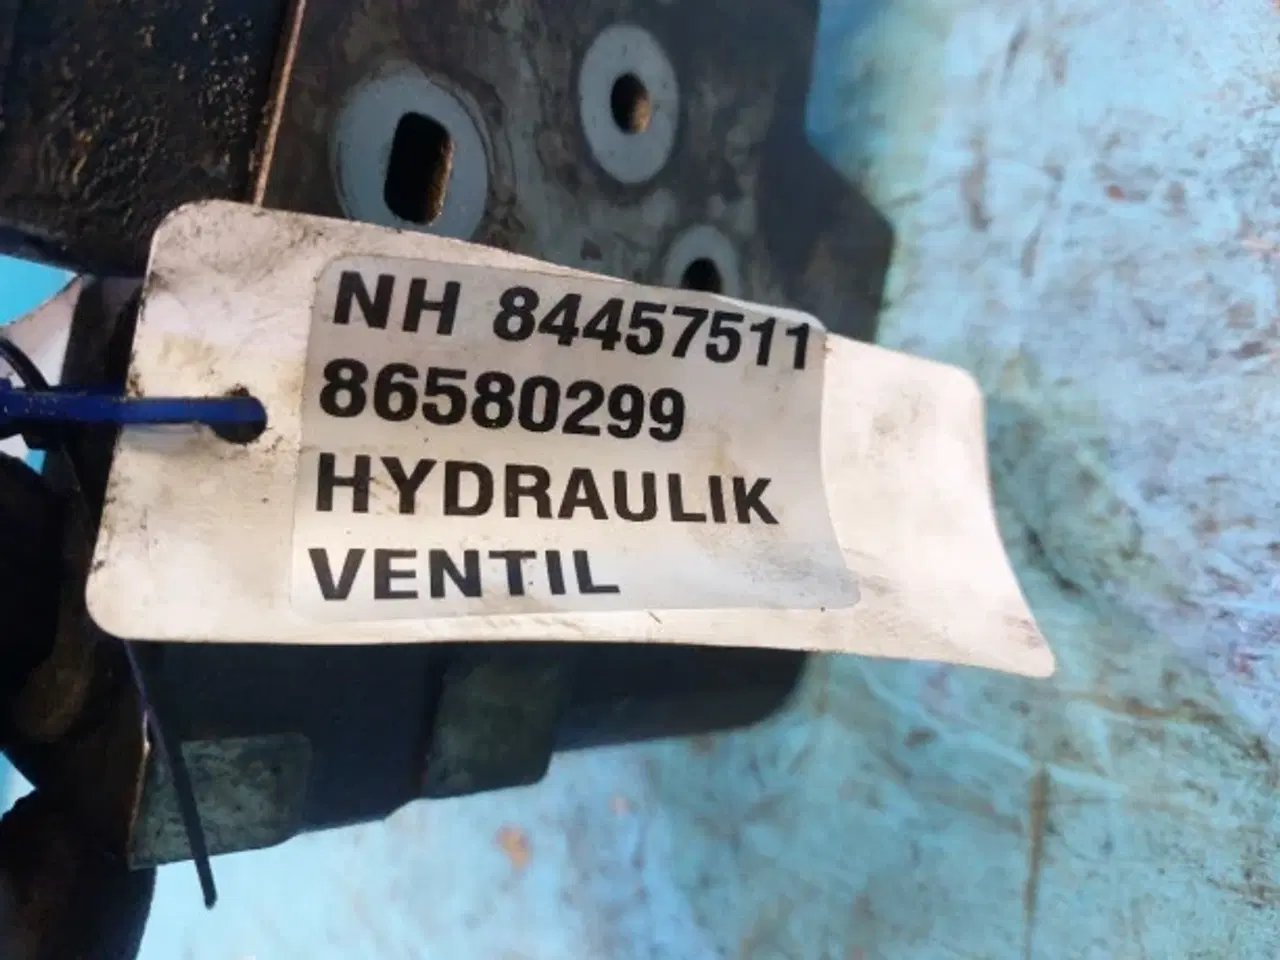 NH 84457511
86580299
HYDRAULIK
VENTIL